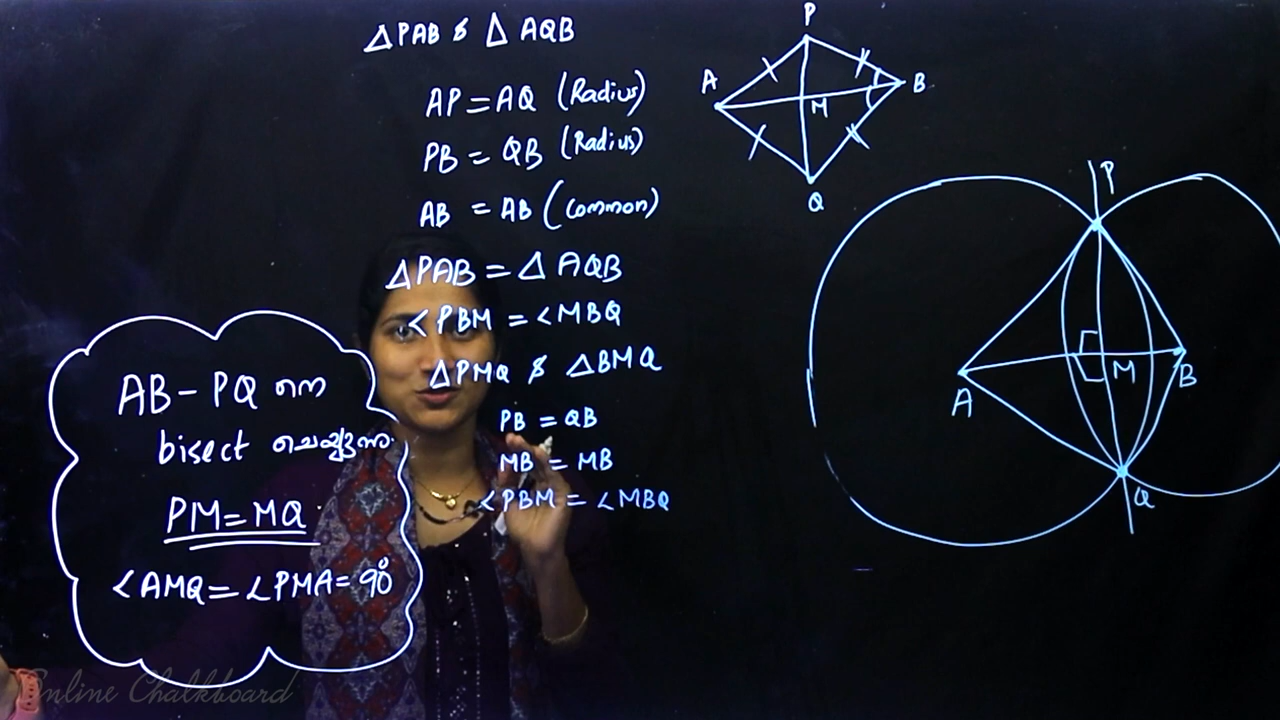 △PAB & △AQB
AP = AQ (Radius)
PB = QB (Radius)
AB = AB (Common)
△PAB = △AQB
∠PBM = ∠MBQ
△PMQ & △BMQ
PB = QB
MB = MB
∠PBM = ∠MBQ
AB - PQ നെ
bisect ചെയ്യുന്നു.
PM = MQ
∠AMQ = ∠PMA = 90°
P
A
B
M
Q
P
A
M
B
Q
Online Chalkboard